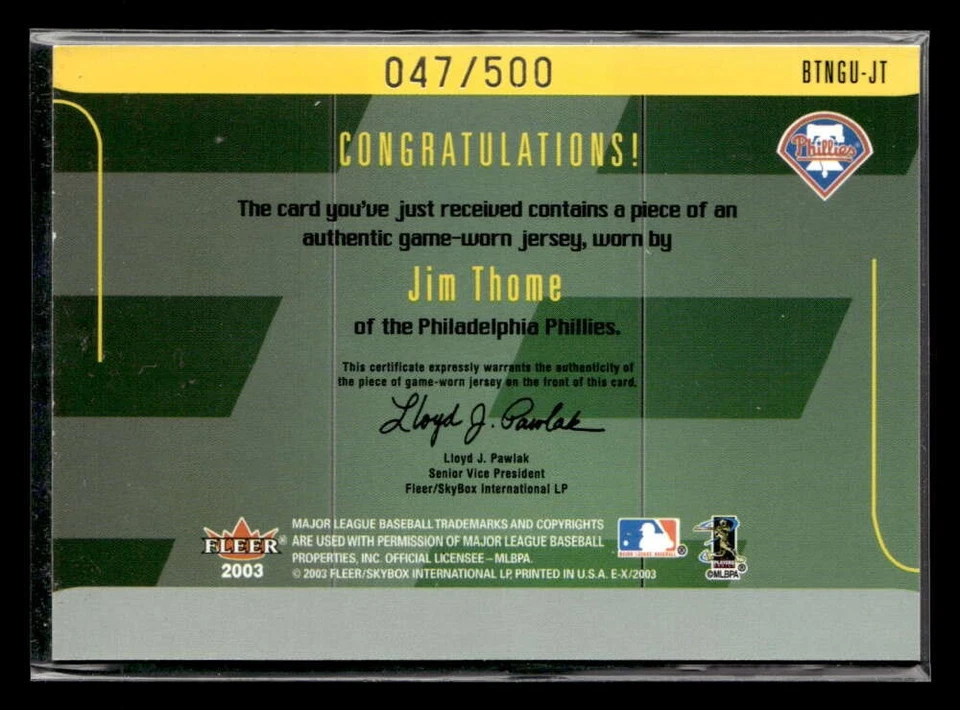 047/500
BTNGU-JT
Phillies
CONGRATULATIONS!
The card you've just received contains a piece of an
authentic game-worn jersey, worn by
Jim Thome
of the Philadelphia Phillies.
This certificate expressly warrants the authenticity of
the piece of game-worn jersey on the front of this card.
Lloyd J. Pawlak
Lloyd J. Pawlak
Senior Vice President
Fleer/SkyBox International LP
FLEER®
2003
MAJOR LEAGUE BASEBALL TRADEMARKS AND COPYRIGHTS
ARE USED WITH PERMISSION OF MAJOR LEAGUE BASEBALL
PROPERTIES, INC. OFFICIAL LICENSEE – MLBPA.
© 2003 FLEER/SKYBOX INTERNATIONAL LP, PRINTED IN U.S.A. E-X/2003
MAJOR LEAGUE BASEBALL®
©MLBPA